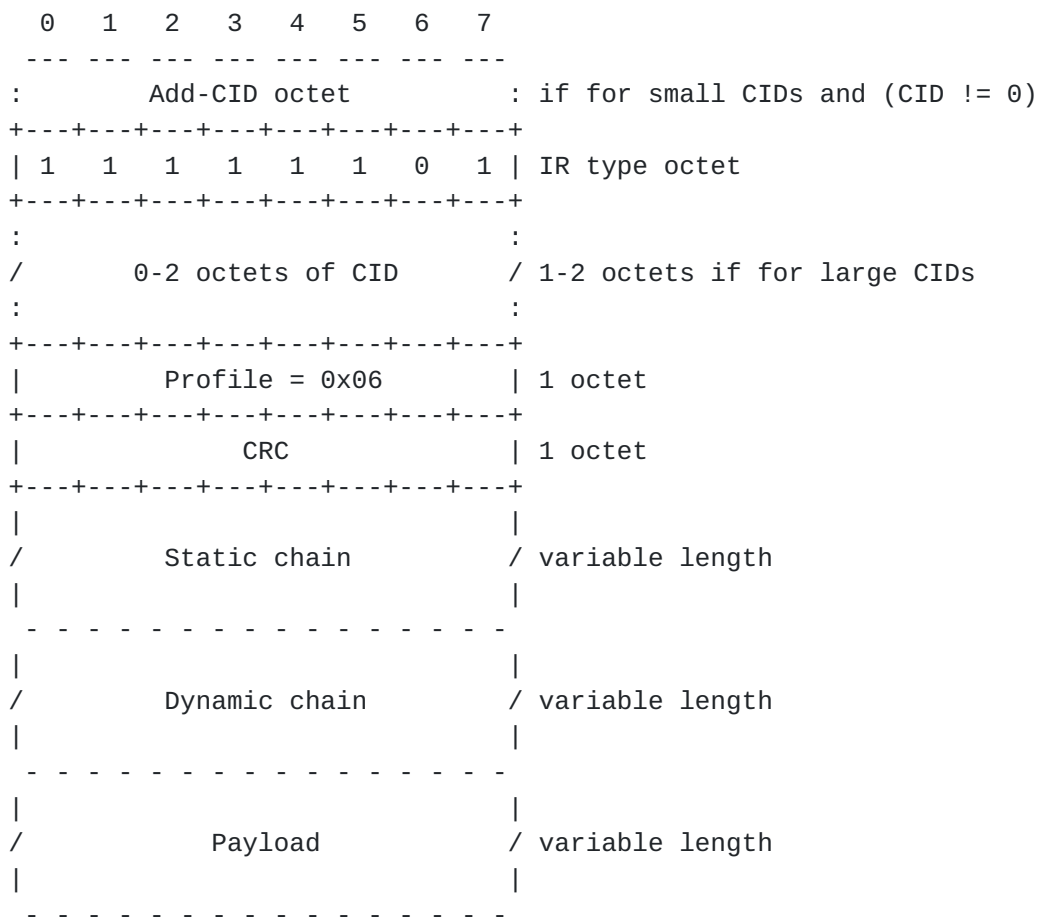 0   1   2   3   4   5   6   7
 --- --- --- --- --- --- --- ---
:         Add-CID octet         : if for small CIDs and (CID != 0)
+---+---+---+---+---+---+---+---+
| 1   1   1   1   1   1   0   1 | IR type octet
+---+---+---+---+---+---+---+---+
:                               :
/       0-2 octets of CID       / 1-2 octets if for large CIDs
:                               :
+---+---+---+---+---+---+---+---+
|         Profile = 0x06        | 1 octet
+---+---+---+---+---+---+---+---+
|              CRC              | 1 octet
+---+---+---+---+---+---+---+---+
|                               |
/         Static chain          / variable length
|                               |
 - - - - - - - - - - - - - - - -
|                               |
/         Dynamic chain         / variable length
|                               |
 - - - - - - - - - - - - - - - -
|                               |
/            Payload            / variable length
|                               |
 - - - - - - - - - - - - - - - -